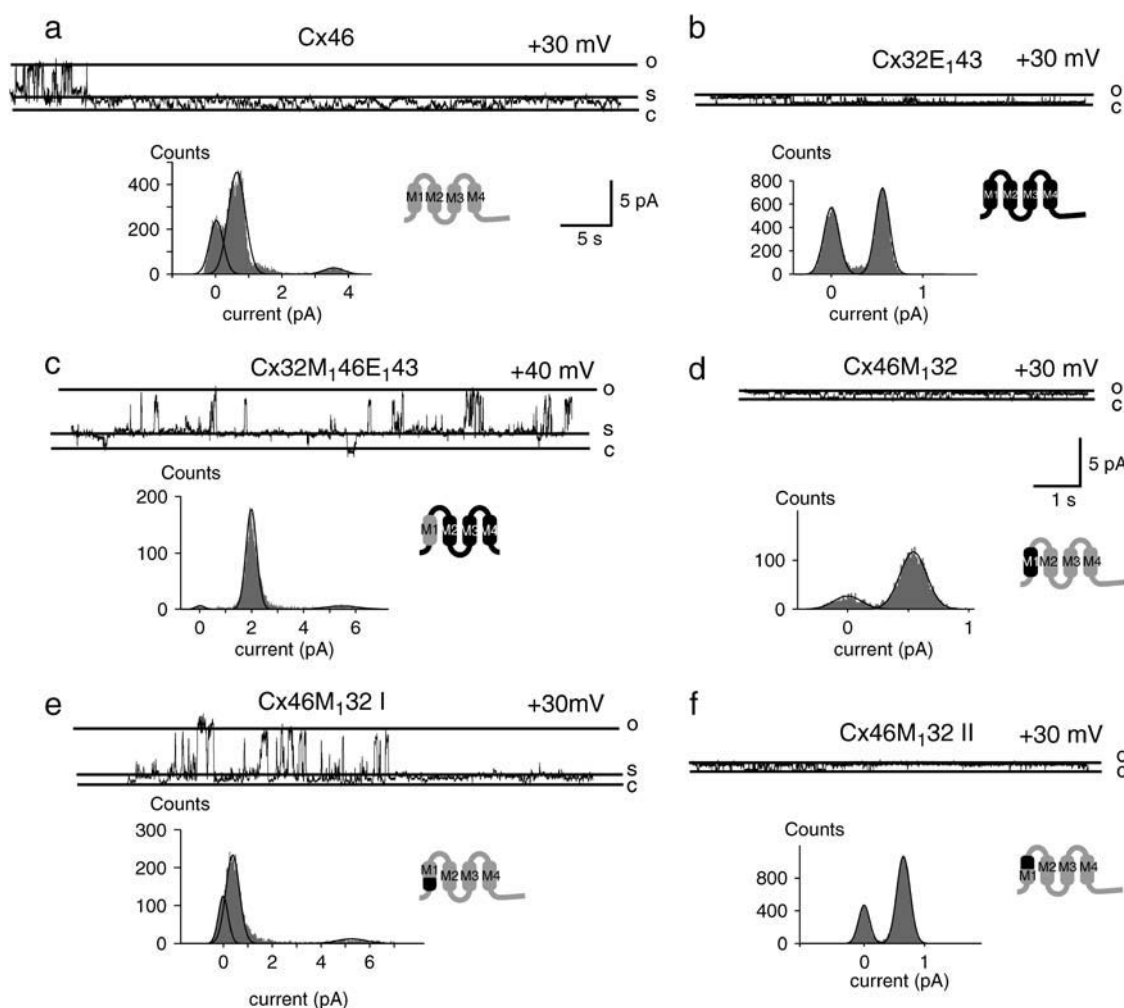 a
Cx46
+30 mV
o
s
c
Counts
400
200
0
0 2 4
current (pA)
M1 M2 M3 M4
5 pA
5 s
b
Cx32E₁43 +30 mV
o
c
Counts
800
600
400
200
0
0 1
current (pA)
M1 M2 M3 M4
c
Cx32M₁46E₁43
+40 mV
o
s
c
Counts
200
100
0
0 2 4 6
current (pA)
M1 M2 M3 M4
d
Cx46M₁32 +30 mV
o
c
5 pA
1 s
Counts
100
0
0 1
current (pA)
M1 M2 M3 M4
e
Cx46M₁32 I
+30mV
o
s
c
Counts
300
200
100
0
0 2 4 6
current (pA)
M1 M2 M3 M4
f
Cx46M₁32 II +30 mV
o
c
Counts
800
400
0
0 1
current (pA)
M1 M2 M3 M4